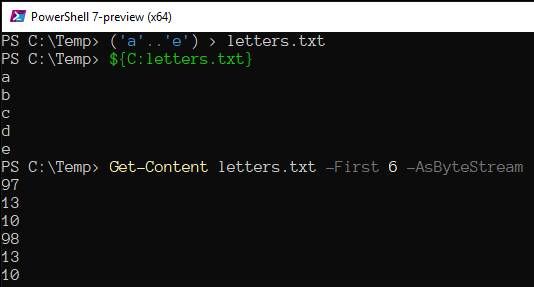 PowerShell 7-preview (x64)
PS C:\Temp> ('a'..'e') > letters.txt
PS C:\Temp> ${C:letters.txt}
a
b
c
d
e
PS C:\Temp> Get-Content letters.txt -First 6 -AsByteStream
97
13
10
98
13
10